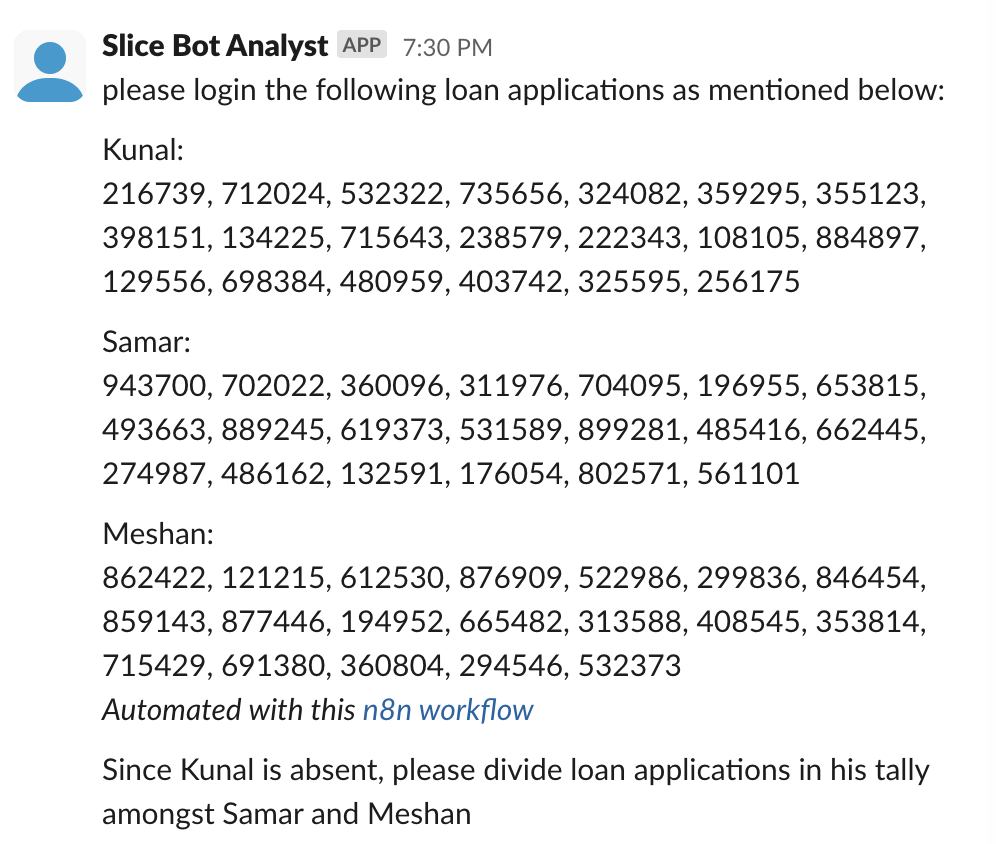 Slice Bot Analyst APP 7:30 PM
please login the following loan applications as mentioned below:
Kunal:
216739, 712024, 532322, 735656, 324082, 359295, 355123,
398151, 134225, 715643, 238579, 222343, 108105, 884897,
129556, 698384, 480959, 403742, 325595, 256175
Samar:
943700, 702022, 360096, 311976, 704095, 196955, 653815,
493663, 889245, 619373, 531589, 899281, 485416, 662445,
274987, 486162, 132591, 176054, 802571, 561101
Meshan:
862422, 121215, 612530, 876909, 522986, 299836, 846454,
859143, 877446, 194952, 665482, 313588, 408545, 353814,
715429, 691380, 360804, 294546, 532373
Automated with this n8n workflow
Since Kunal is absent, please divide loan applications in his tally
amongst Samar and Meshan